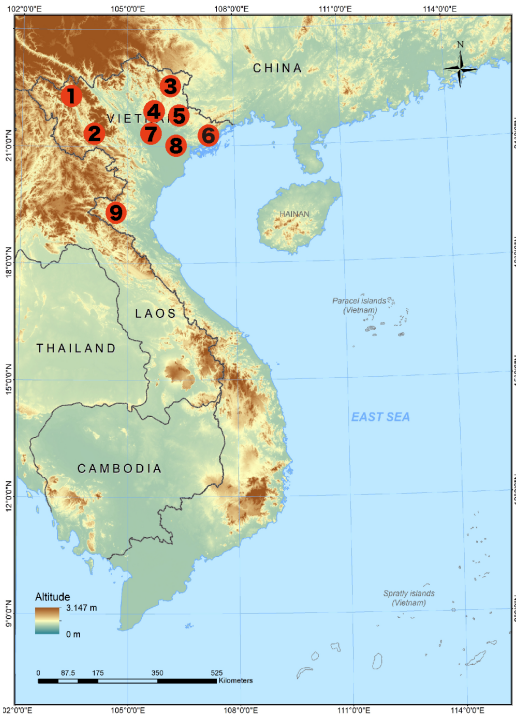 102°0'0"E 105°0'0"E 108°0'0"E 111°0'0"E 114°0'0"E
N
CHINA
1
3
4
VIETNAM
5
2
7
6
8
21°0'0"N
9
HAINAN
18°0'0"N
Paracel islands
(Vietnam)
LAOS
THAILAND
15°0'0"N
EAST SEA
CAMBODIA
12°0'0"N
Altitude
3.147 m
0 m
Spratly islands
(Vietnam)
9°0'0"N
0 87.5 175 350 525
Kilometers
102°0'0"E 105°0'0"E 108°0'0"E 111°0'0"E 114°0'0"E